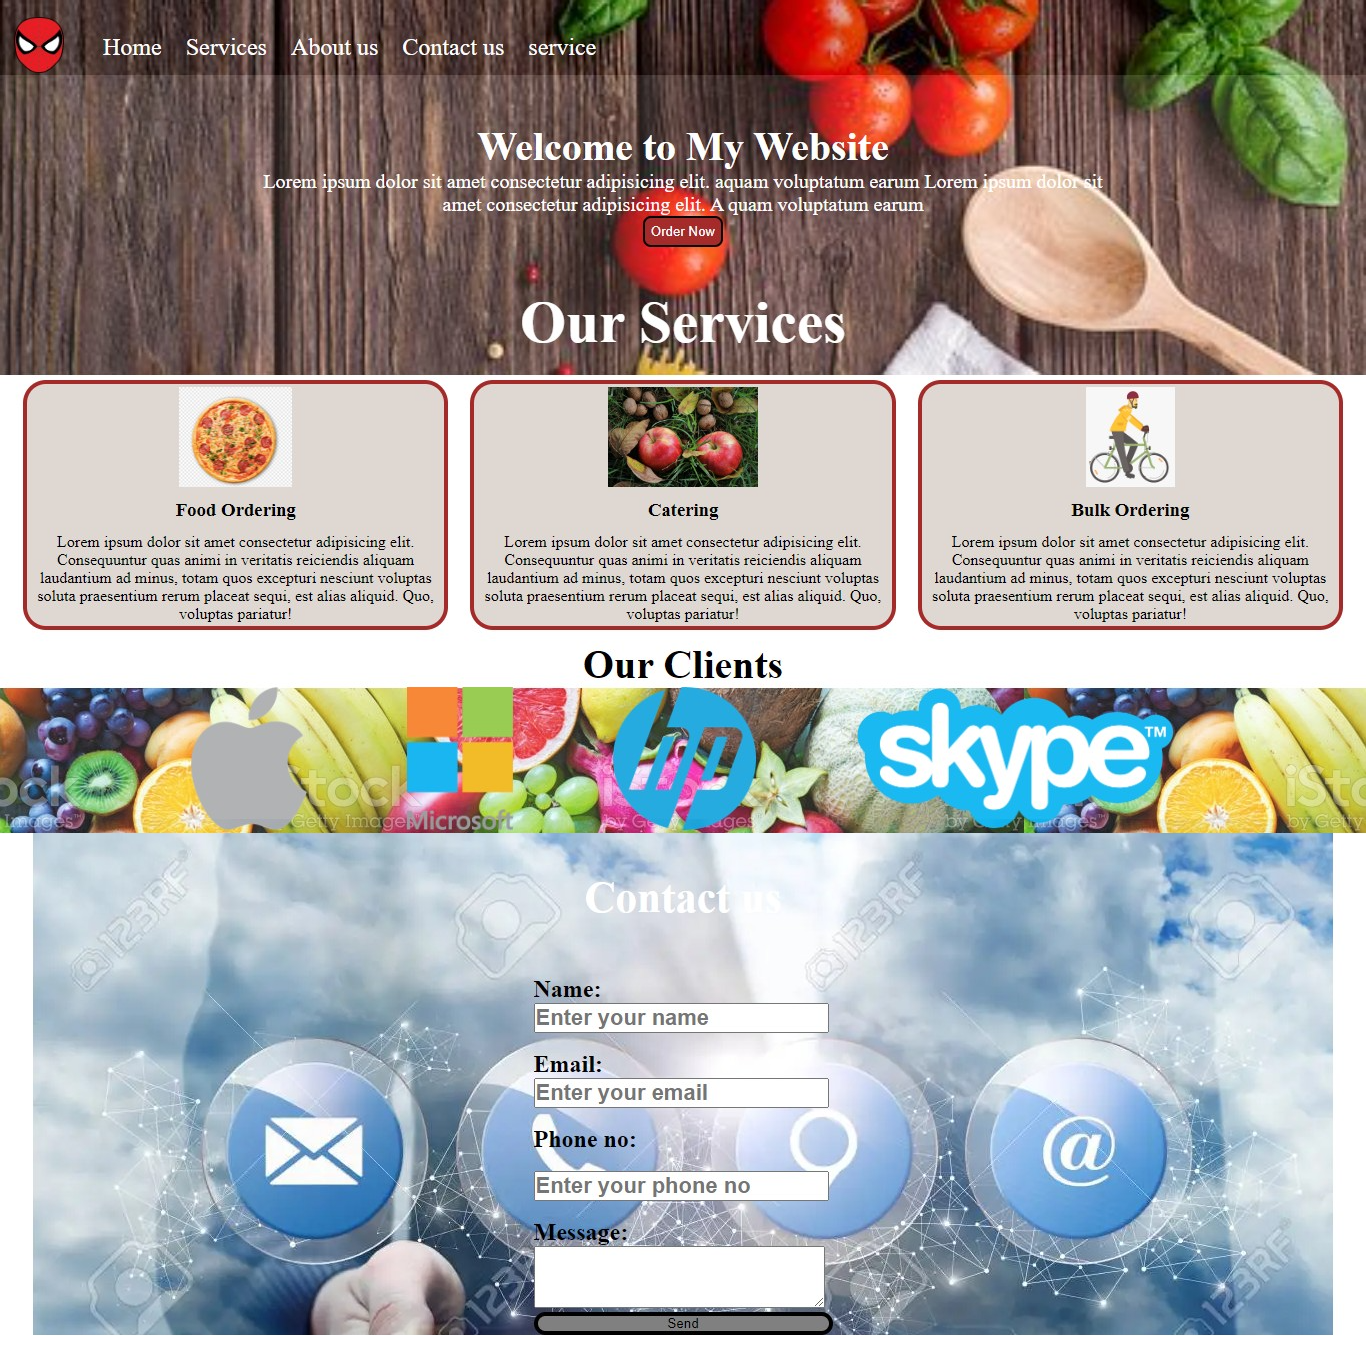 Home Services About us Contact us service
Welcome to My Website
Lorem ipsum dolor sit amet consectetur adipisicing elit. aquam voluptatum earum Lorem ipsum dolor sit
amet consectetur adipisicing elit. A quam voluptatum earum
Order Now
Our Services
Food Ordering
Lorem ipsum dolor sit amet consectetur adipisicing elit.
Consequuntur quas animi in veritatis reiciendis aliquam
laudantium ad minus, totam quos excepturi nesciunt voluptas
soluta praesentium rerum placeat sequi, est alias aliquid. Quo,
voluptas pariatur!
Catering
Lorem ipsum dolor sit amet consectetur adipisicing elit.
Consequuntur quas animi in veritatis reiciendis aliquam
laudantium ad minus, totam quos excepturi nesciunt voluptas
soluta praesentium rerum placeat sequi, est alias aliquid. Quo,
voluptas pariatur!
Bulk Ordering
Lorem ipsum dolor sit amet consectetur adipisicing elit.
Consequuntur quas animi in veritatis reiciendis aliquam
laudantium ad minus, totam quos excepturi nesciunt voluptas
soluta praesentium rerum placeat sequi, est alias aliquid. Quo,
voluptas pariatur!
Our Clients
Microsoft
hp
skype™
Contact us
123RF
123RF
Name:
Enter your name
Email:
Enter your email
Phone no:
Enter your phone no
@
Message:
123RF
123RF
Send